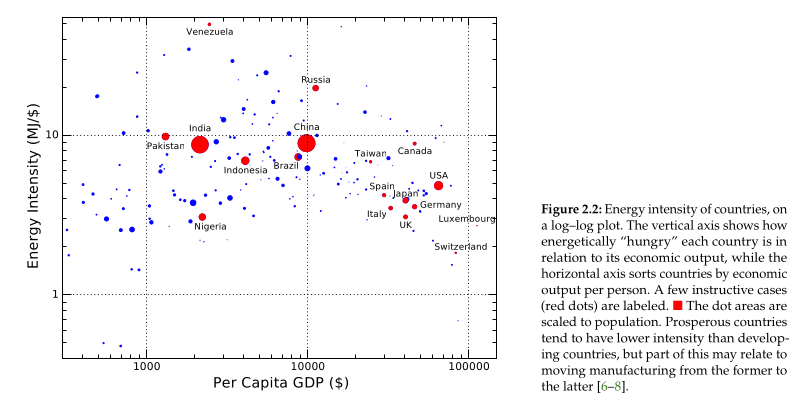 Venezuela
Russia
India
China
Pakistan
Indonesia
Brazil
Taiwan
Canada
USA
Spain
Japan
Italy
Germany
UK
Nigeria
Luxembourg
Switzerland
10
1
Energy Intensity (MJ/$)
1000
10000
100000
Per Capita GDP ($)
Figure 2.2: Energy intensity of countries, on
a log–log plot. The vertical axis shows how
energetically “hungry” each country is in
relation to its economic output, while the
horizontal axis sorts countries by economic
output per person. A few instructive cases
(red dots) are labeled. ■ The dot areas are
scaled to population. Prosperous countries
tend to have lower intensity than develop-
ing countries, but part of this may relate to
moving manufacturing from the former to
the latter [6–8].